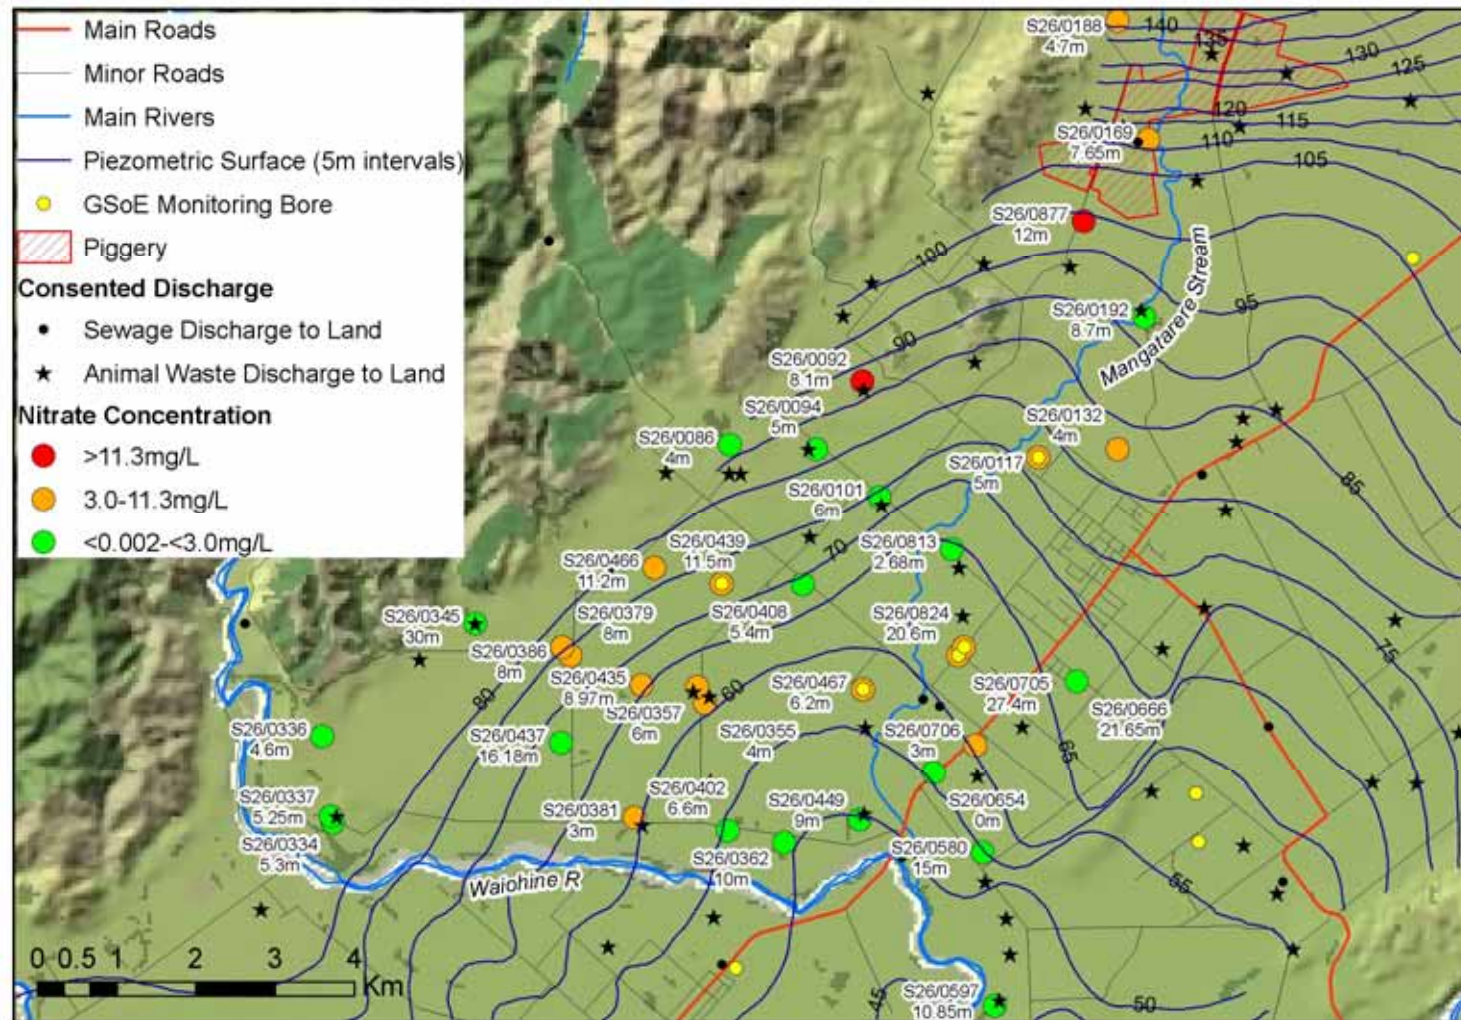 Main Roads
Minor Roads
Main Rivers
Piezometric Surface (5m intervals)
GSoE Monitoring Bore
Piggery
Consented Discharge
Sewage Discharge to Land
Animal Waste Discharge to Land
Nitrate Concentration
>11.3mg/L
3.0-11.3mg/L
<0.002-<3.0mg/L
S26/0188
4.7m
140
135
130
125
120
115
110
105
S26/0169
7.65m
S26/0877
12m
100
Mangatarere Stream
S26/0192
8.7m
95
90
S26/0092
8.1m
S26/0094
5m
S26/0086
4m
S26/0132
4m
S26/0117
5m
85
S26/0101
6m
70
S26/0813
2.68m
S26/0439
11.5m
S26/0466
11.2m
S26/0379
8m
S26/0408
5.4m
S26/0824
20.6m
S26/0345
30m
S26/0386
8m
75
S26/0435
8.97m
S26/0357
6m
60
S26/0467
6.2m
S26/0705
27.4m
S26/0666
21.65m
80
S26/0336
4.6m
S26/0437
16.18m
S26/0355
4m
S26/0706
3m
65
S26/0402
6.6m
S26/0337
5.25m
S26/0381
3m
S26/0449
9m
S26/0654
0m
S26/0334
5.3m
S26/0362
10m
S26/0580
15m
55
Waiohine R
0 0.5 1 2 3 4
Km
45
S26/0597
10.85m
50